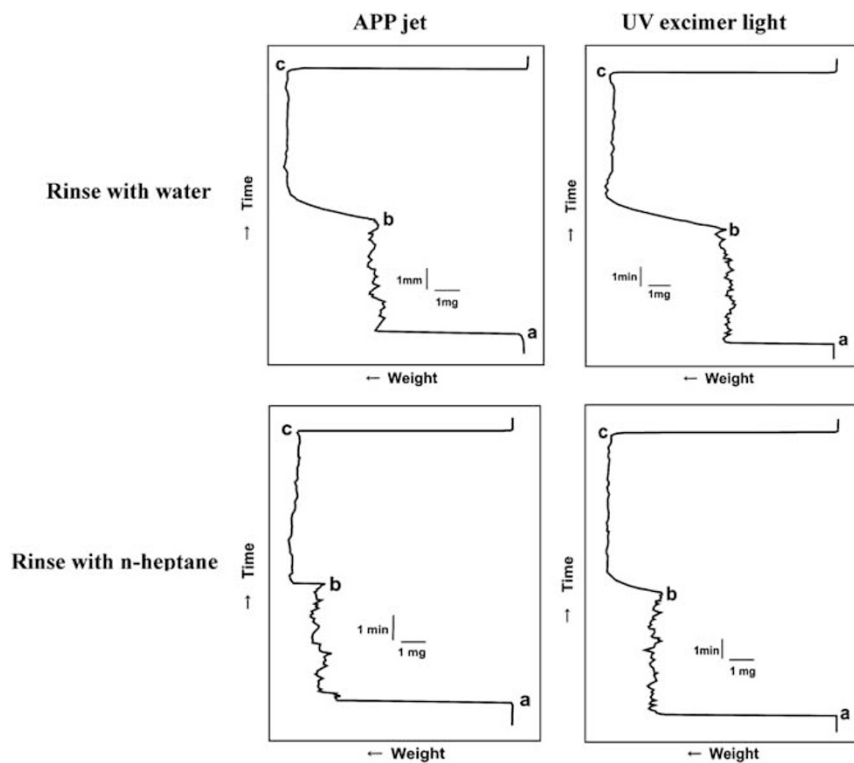 APP jet
UV excimer light
Rinse with water
c
b
a
1mm
1mg
↑ Time
← Weight
c
b
a
1min
1mg
↑ Time
← Weight
Rinse with n-heptane
c
b
a
1 min
1 mg
↑ Time
← Weight
c
b
a
1min
1 mg
↑ Time
← Weight